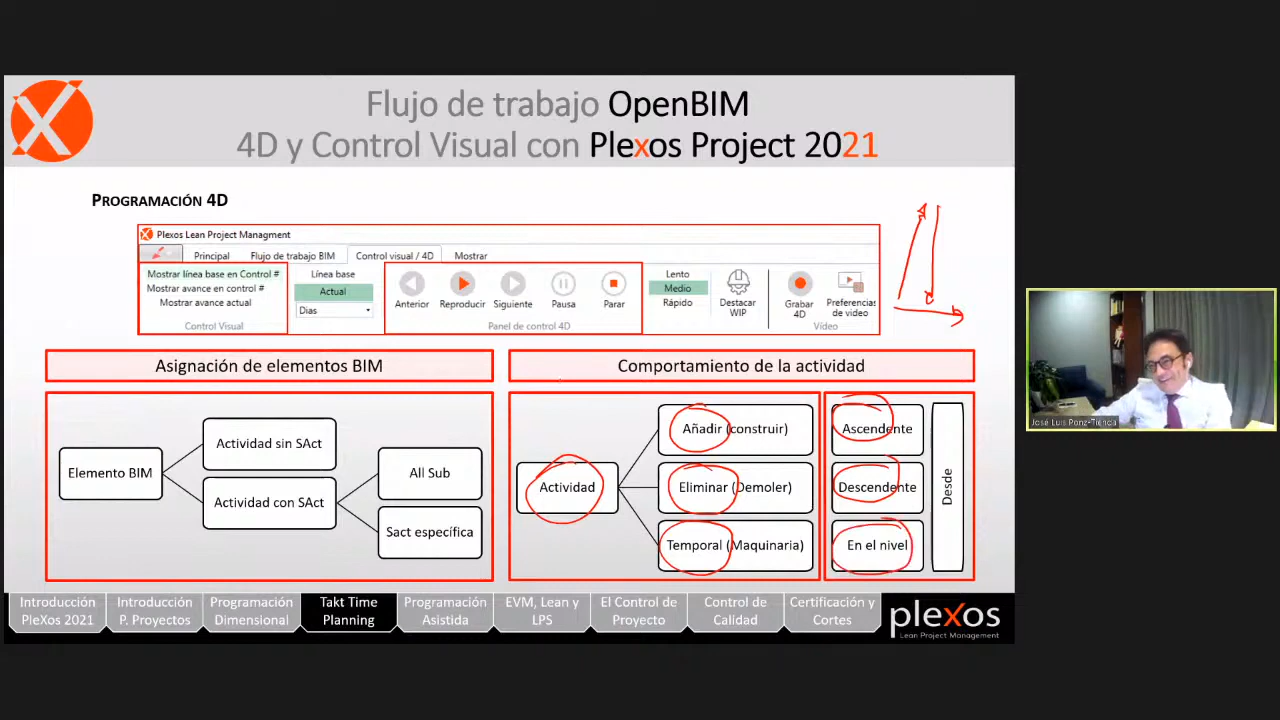 Flujo de trabajo OpenBIM
4D y Control Visual con Plexos Project 2021
PROGRAMACIÓN 4D
Plexos Lean Project Managment
Principal
Flujo de trabajo BIM
Control visual / 4D
Mostrar
Mostrar línea base en Control #
Mostrar avance en control #
Mostrar avance actual
Control Visual
Línea base
Actual
Días
Anterior
Reproducir
Siguiente
Pausa
Parar
Panel de control 4D
Lento
Medio
Rápido
Destacar
WIP
Grabar
4D
Preferencias
de video
Vídeo
Asignación de elementos BIM
Comportamiento de la actividad
Elemento BIM
Actividad sin SAct
Actividad con SAct
All Sub
Sact específica
Actividad
Añadir (construir)
Eliminar (Demoler)
Temporal (Maquinaria)
Ascendente
Descendente
En el nivel
Desde
José Luis Ponz-Tienda
Introducción
PleXos 2021
Introducción
P. Proyectos
Programación
Dimensional
Takt Time
Planning
Programación
Asistida
EVM, Lean y
LPS
El Control de
Proyecto
Control de
Calidad
Certificación y
Cortes
plexos
Lean Project Management